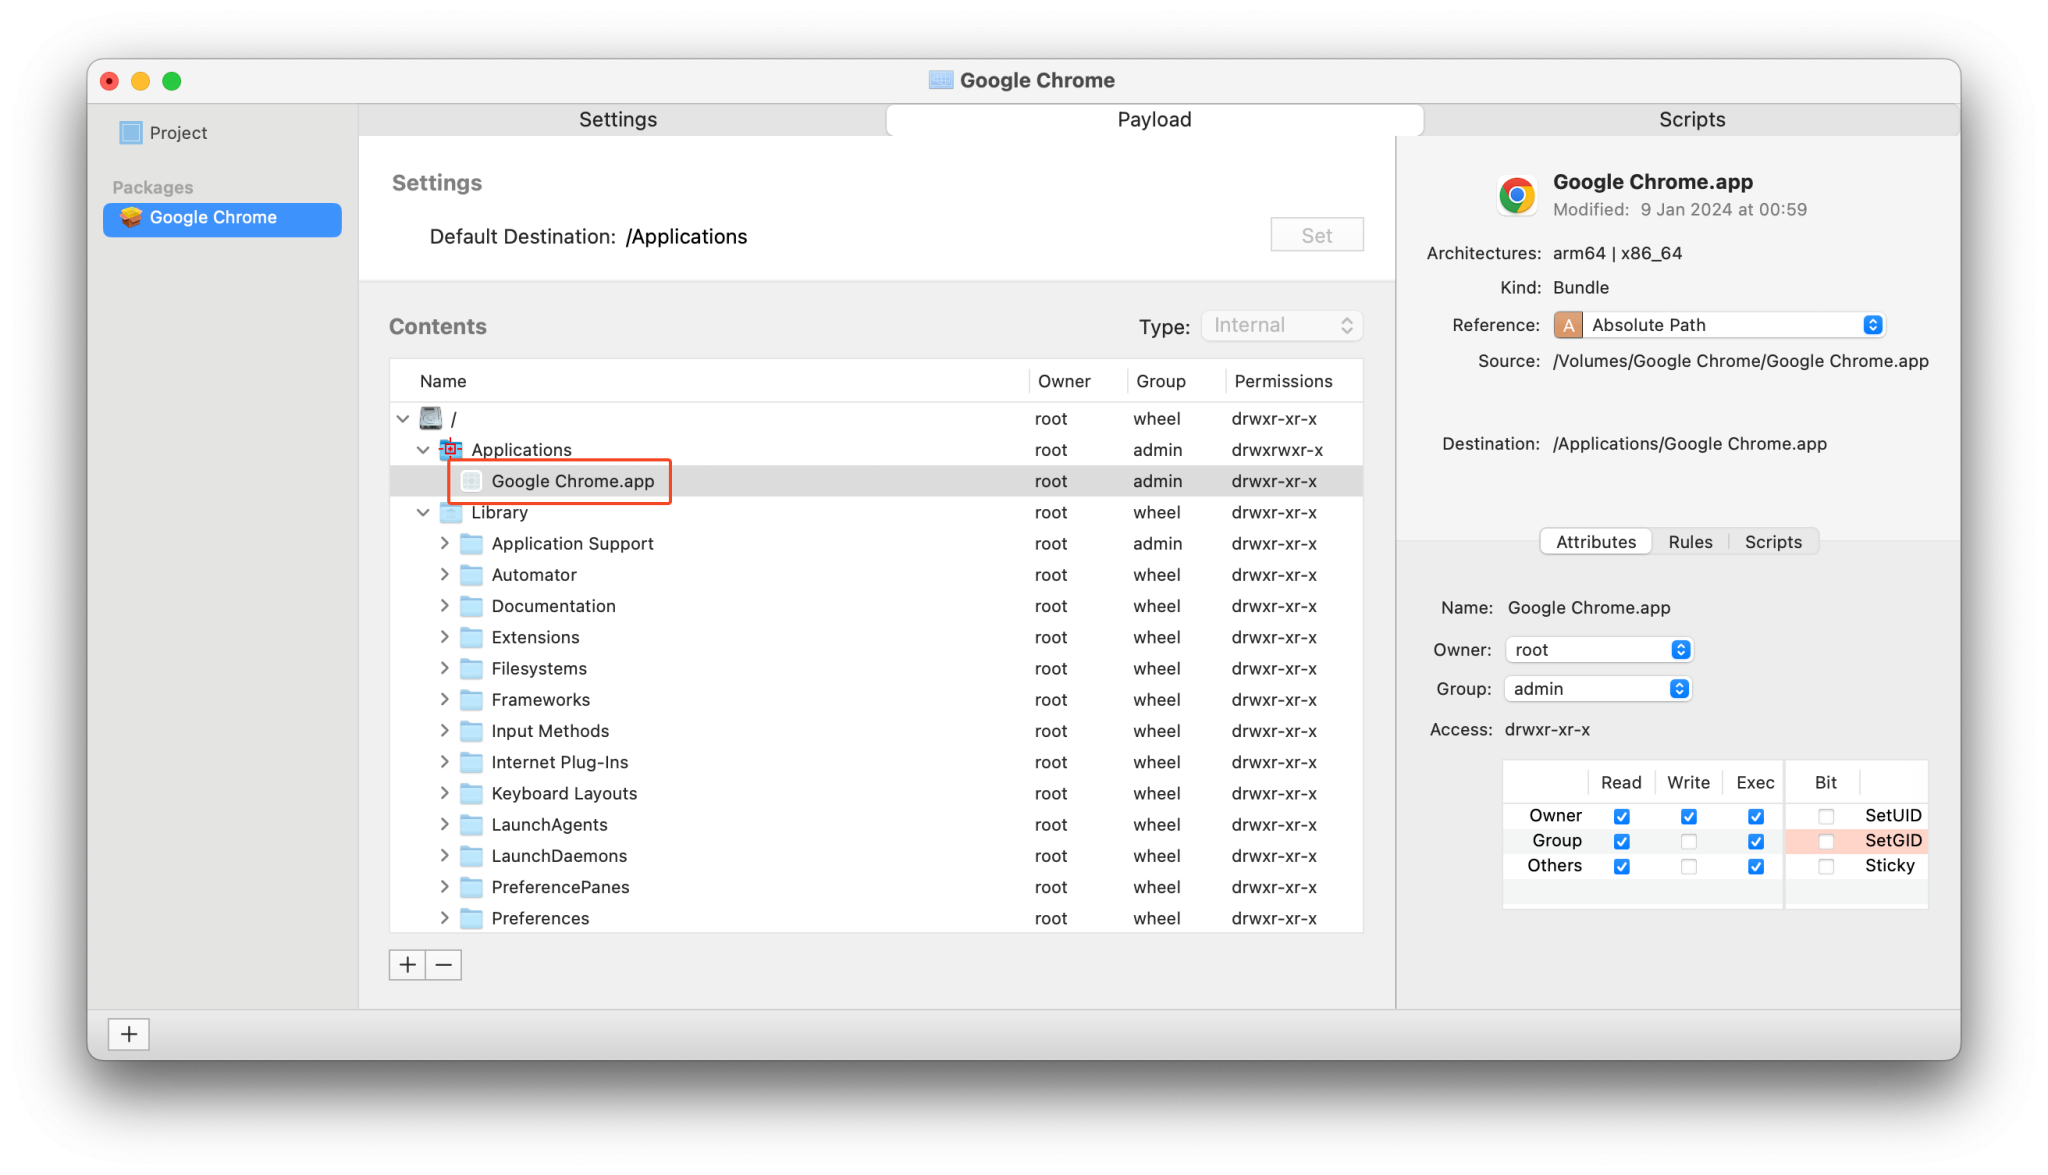 Google Chrome
Project
Packages
Google Chrome
Settings
Payload
Scripts
Settings
Default Destination: /Applications
Set
Contents
Type: Internal
Name Owner Group Permissions
/ root wheel drwxr-xr-x
Applications root admin drwxrwxr-x
Google Chrome.app root admin drwxr-xr-x
Library root wheel drwxr-xr-x
Application Support root admin drwxr-xr-x
Automator root wheel drwxr-xr-x
Documentation root wheel drwxr-xr-x
Extensions root wheel drwxr-xr-x
Filesystems root wheel drwxr-xr-x
Frameworks root wheel drwxr-xr-x
Input Methods root wheel drwxr-xr-x
Internet Plug-Ins root wheel drwxr-xr-x
Keyboard Layouts root wheel drwxr-xr-x
LaunchAgents root wheel drwxr-xr-x
LaunchDaemons root wheel drwxr-xr-x
PreferencePanes root wheel drwxr-xr-x
Preferences root wheel drwxr-xr-x
Google Chrome.app
Modified: 9 Jan 2024 at 00:59
Architectures: arm64 | x86_64
Kind: Bundle
Reference: A Absolute Path
Source: /Volumes/Google Chrome/Google Chrome.app
Destination: /Applications/Google Chrome.app
Attributes Rules Scripts
Name: Google Chrome.app
Owner: root
Group: admin
Access: drwxr-xr-x
Read Write Exec Bit
Owner SetUID
Group SetGID
Others Sticky